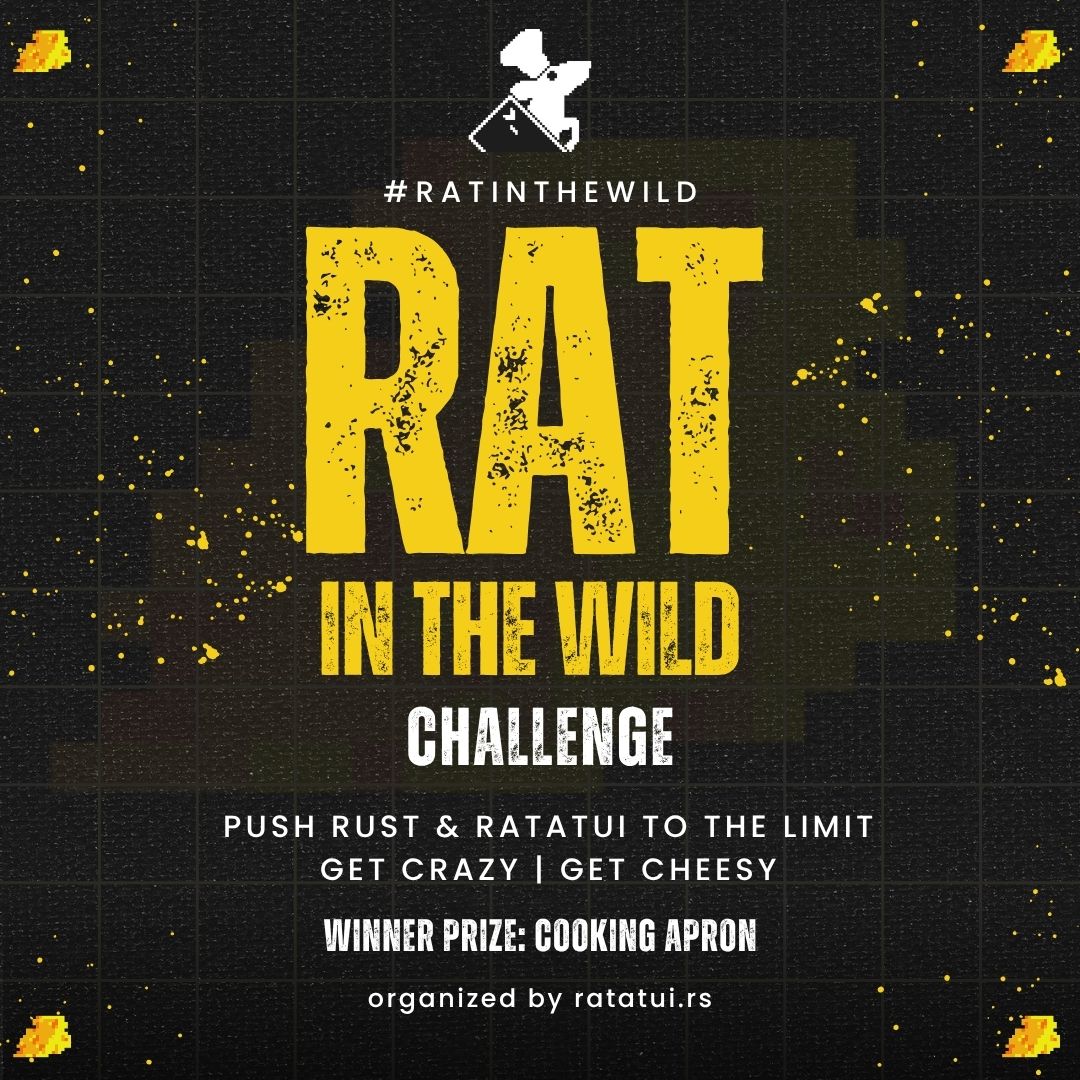 #RATINTHEWILD
RAT
IN THE WILD
CHALLENGE
PUSH RUST & RATATUI TO THE LIMIT
GET CRAZY | GET CHEESY
WINNER PRIZE: COOKING APRON
organized by ratatui.rs